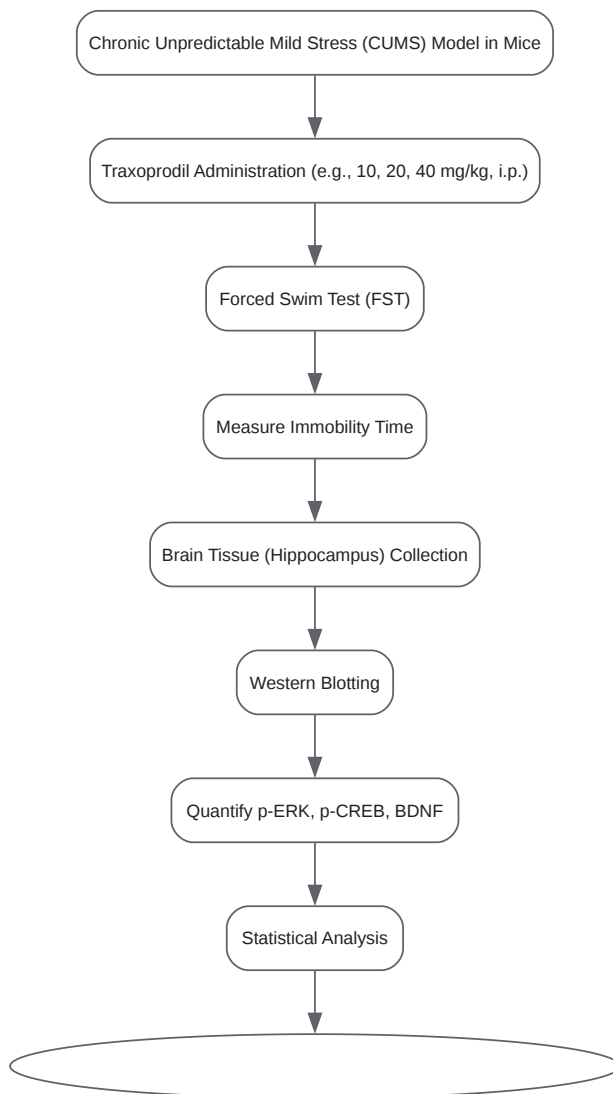 Chronic Unpredictable Mild Stress (CUMS) Model in Mice
Traxoprodil Administration (e.g., 10, 20, 40 mg/kg, i.p.)
Forced Swim Test (FST)
Measure Immobility Time
Brain Tissue (Hippocampus) Collection
Western Blotting
Quantify p-ERK, p-CREB, BDNF
Statistical Analysis